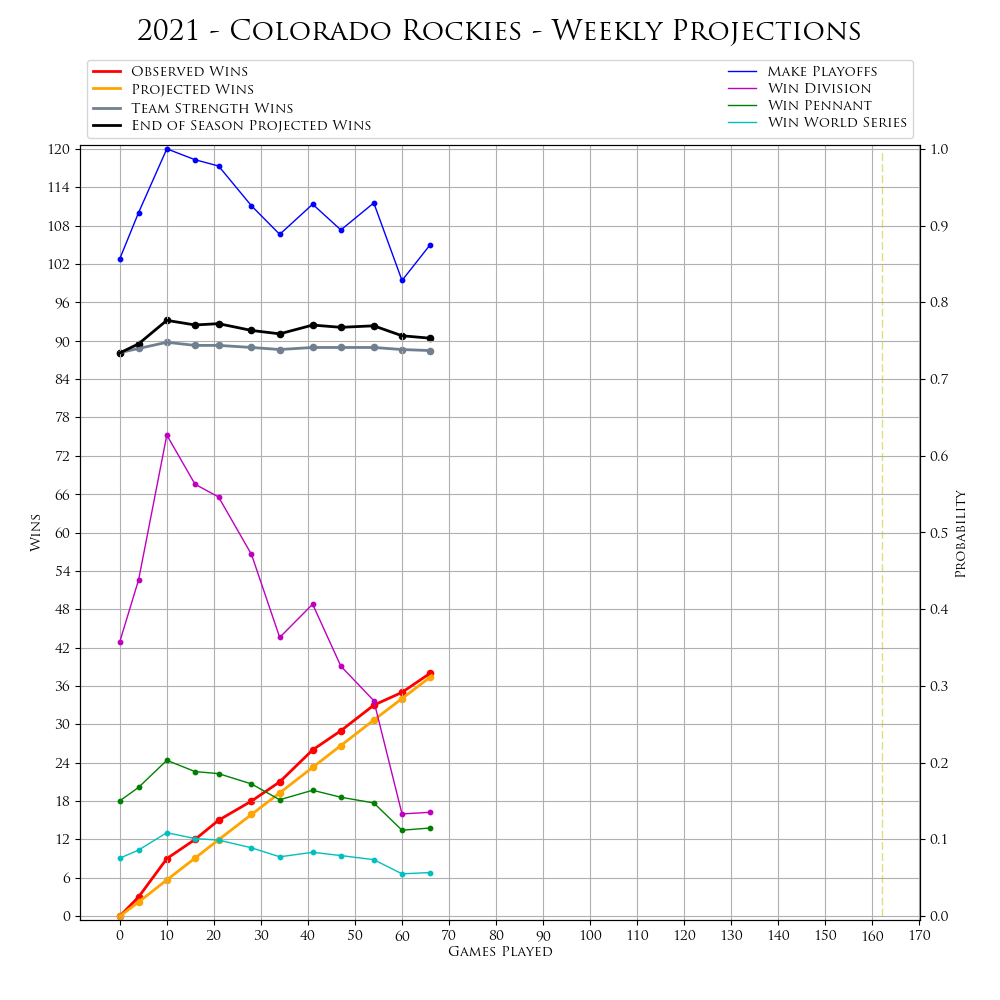 2021 - Colorado Rockies - Weekly Projections
Observed Wins
Projected Wins
Team Strength Wins
End of Season Projected Wins
Make Playoffs
Win Division
Win Pennant
Win World Series
120
114
108
102
96
90
84
78
72
66
60
54
48
42
36
30
24
18
12
6
0
Wins
1.0
0.9
0.8
0.7
0.6
0.5
0.4
0.3
0.2
0.1
0.0
Probability
0 10 20 30 40 50 60 70 80 90 100 110 120 130 140 150 160 170
Games Played